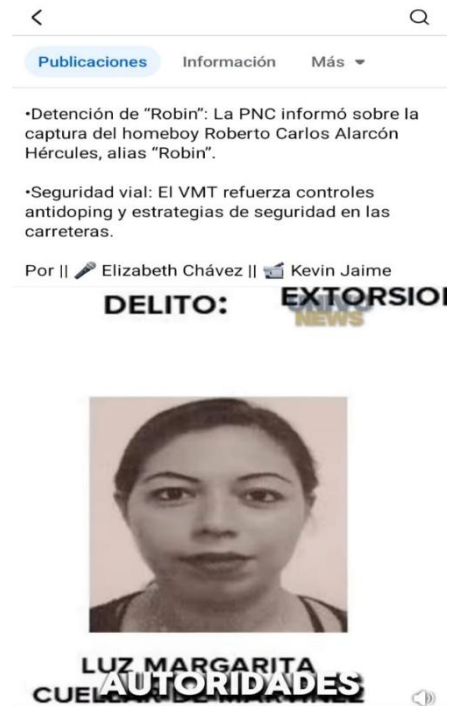 Publicaciones Información Más
•Detención de “Robin”: La PNC informó sobre la
captura del homeboy Roberto Carlos Alarcón
Hércules, alias “Robin”.
•Seguridad vial: El VMT refuerza controles
antidoping y estrategias de seguridad en las
carreteras.
Por || 🎤 Elizabeth Chávez || 📹 Kevin Jaime
DELITO: EXTORSIO
NEWS
LUZ MARGARITA
AUTORIDADES